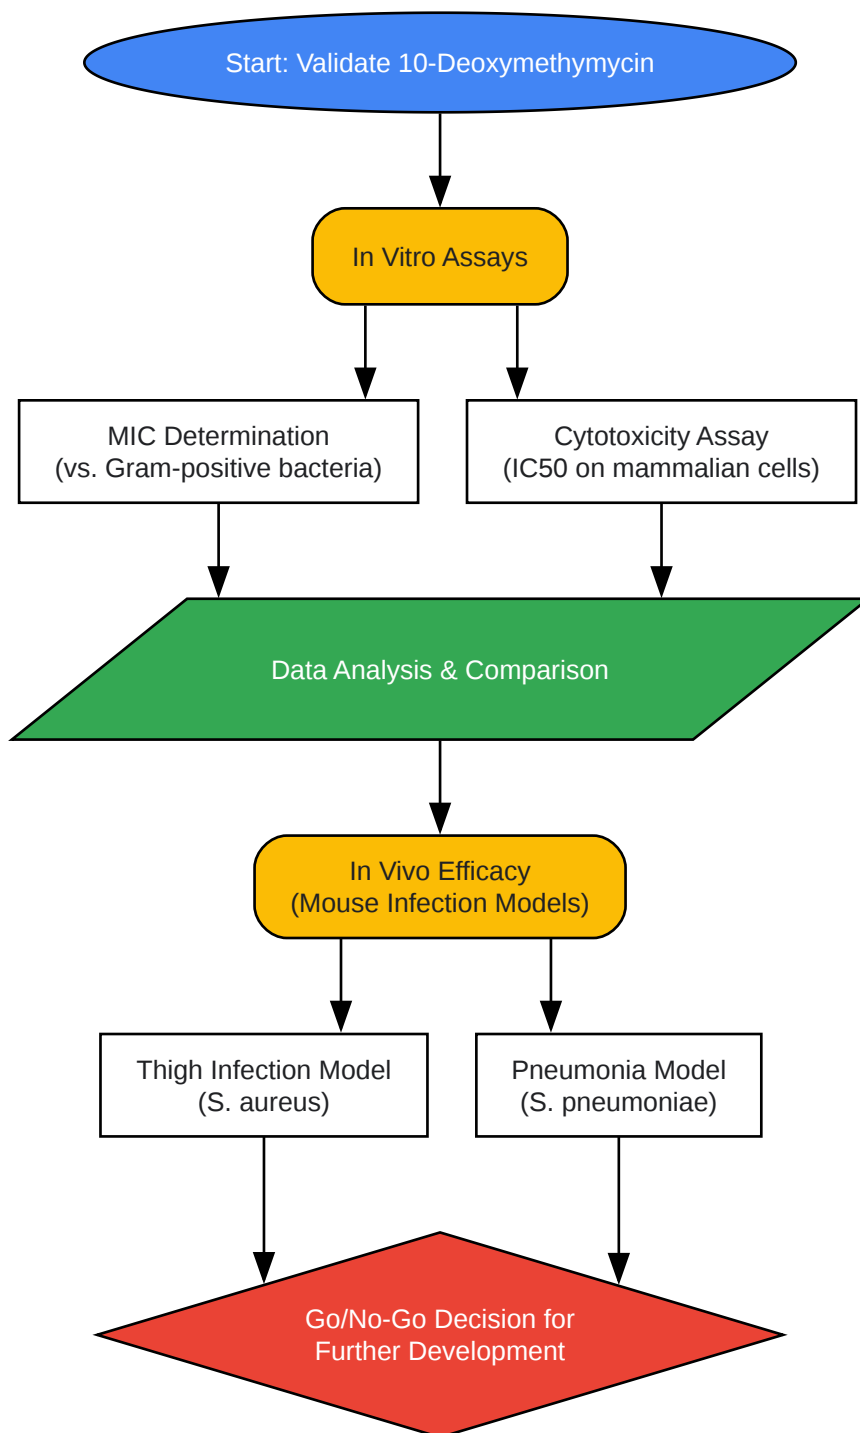 Start: Validate 10-Deoxymethymycin
In Vitro Assays
MIC Determination
(vs. Gram-positive bacteria)
Cytotoxicity Assay
(IC50 on mammalian cells)
Data Analysis & Comparison
In Vivo Efficacy
(Mouse Infection Models)
Thigh Infection Model
(S. aureus)
Pneumonia Model
(S. pneumoniae)
Go/No-Go Decision for
Further Development